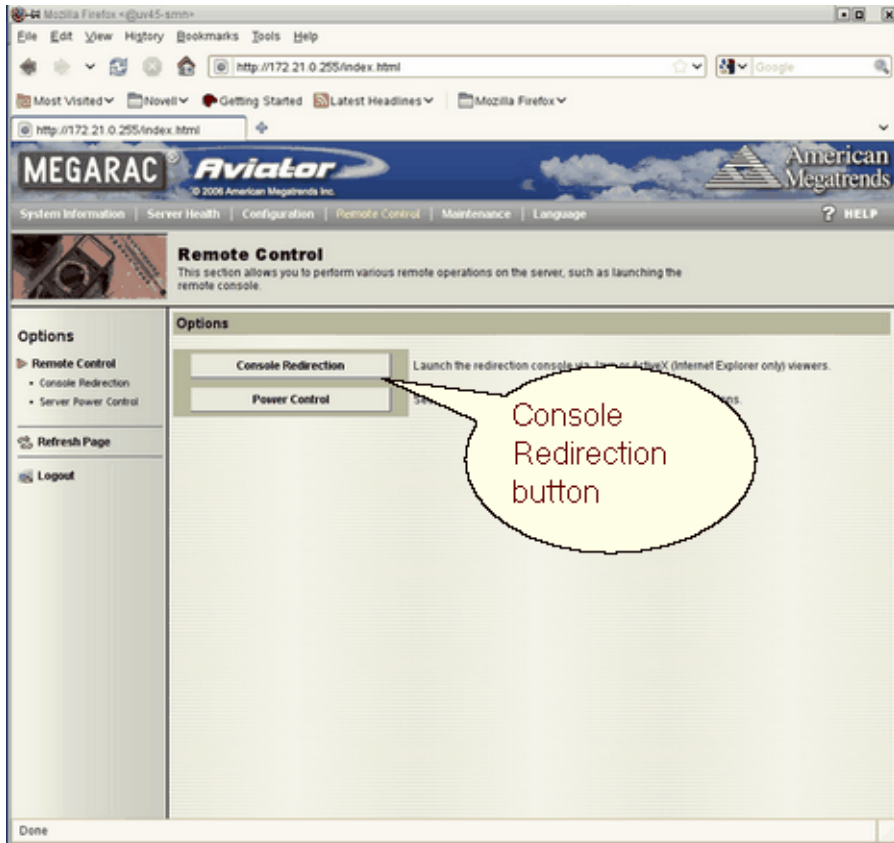 Mozilla Firefox <@uv45-smn>
File Edit View History Bookmarks Tools Help
http://172.21.0.255/index.html
Google
Most Visited Novell Getting Started Latest Headlines Mozilla Firefox
http://172.21.0.255/index.html
MEGARAC® Aviator American Megatrends
© 2006 American Megatrends Inc.
System Information | Server Health | Configuration | Remote Control | Maintenance | Language ? HELP
Remote Control
This section allows you to perform various remote operations on the server, such as launching the
remote console.
Options
Options
Remote Control
• Console Redirection
• Server Power Control
Refresh Page
Logout
Console Redirection
Launch the redirection console via Java or ActiveX (Internet Explorer only) viewers.
Power Control
Console
Redirection
button
Done